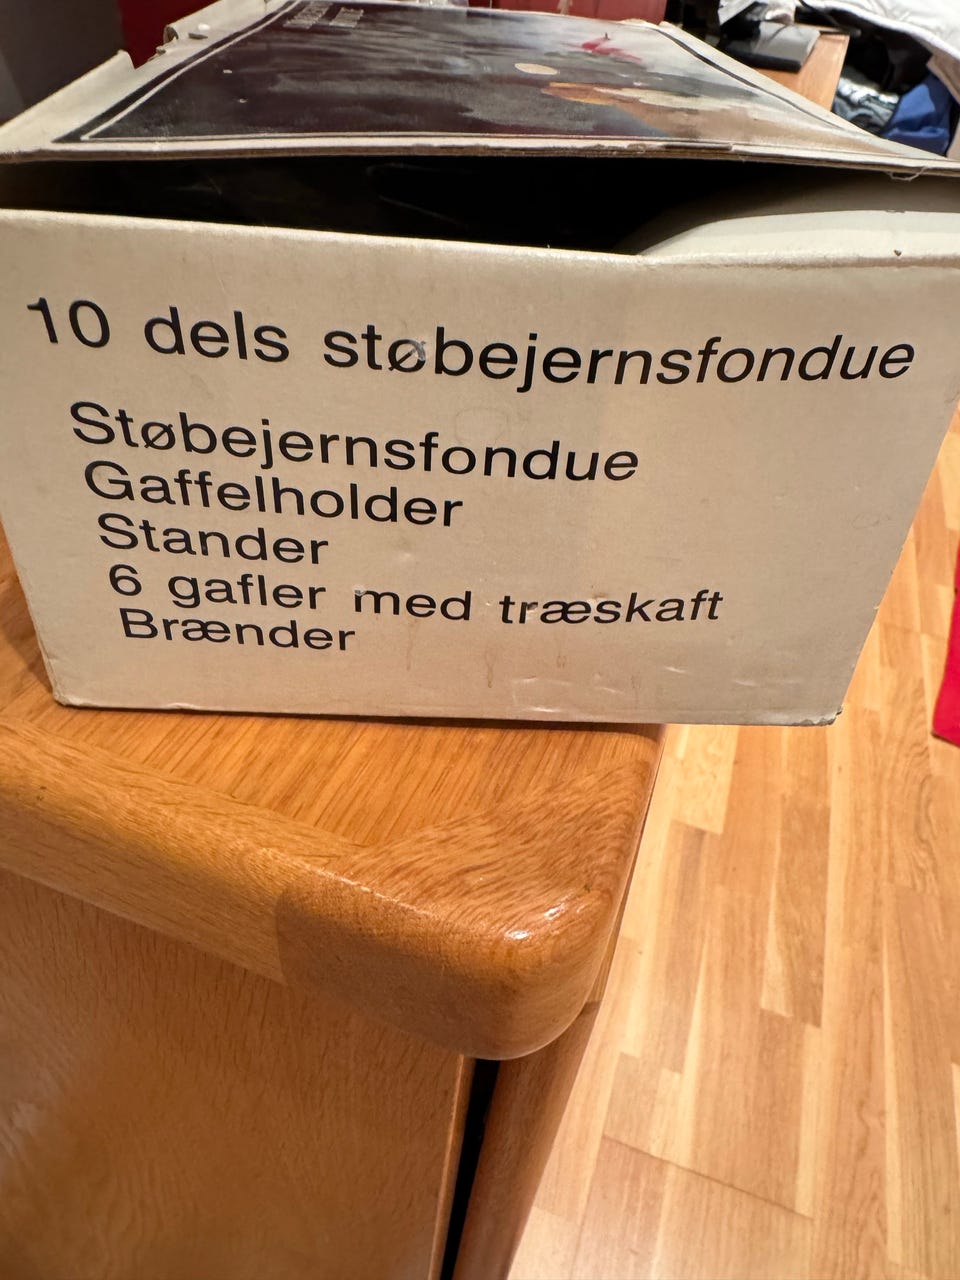 10 dels støbejernsfondue
Støbejernsfondue
Gaffelholder
Stander
6 gafler med træskaft
Brænder